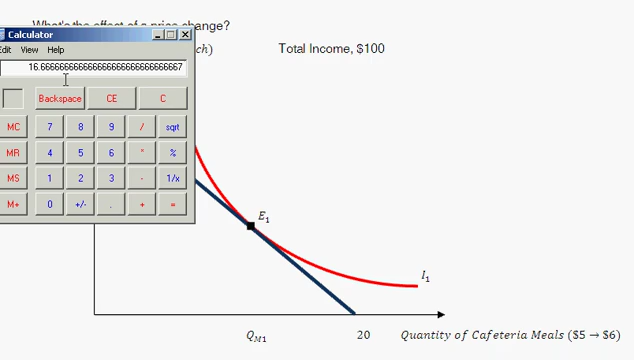 What's the effect of a price change?
Calculator
Edit View Help
ch)
Total Income, $100
16.666666666666666666666666666667
Backspace CE C
MC 7 8 9 / sqrt
MR 4 5 6 * %
MS 1 2 3 - 1/x
M+ 0 +/- . + =
E1
I1
QM1 20 Quantity of Cafeteria Meals ($5 → $6)